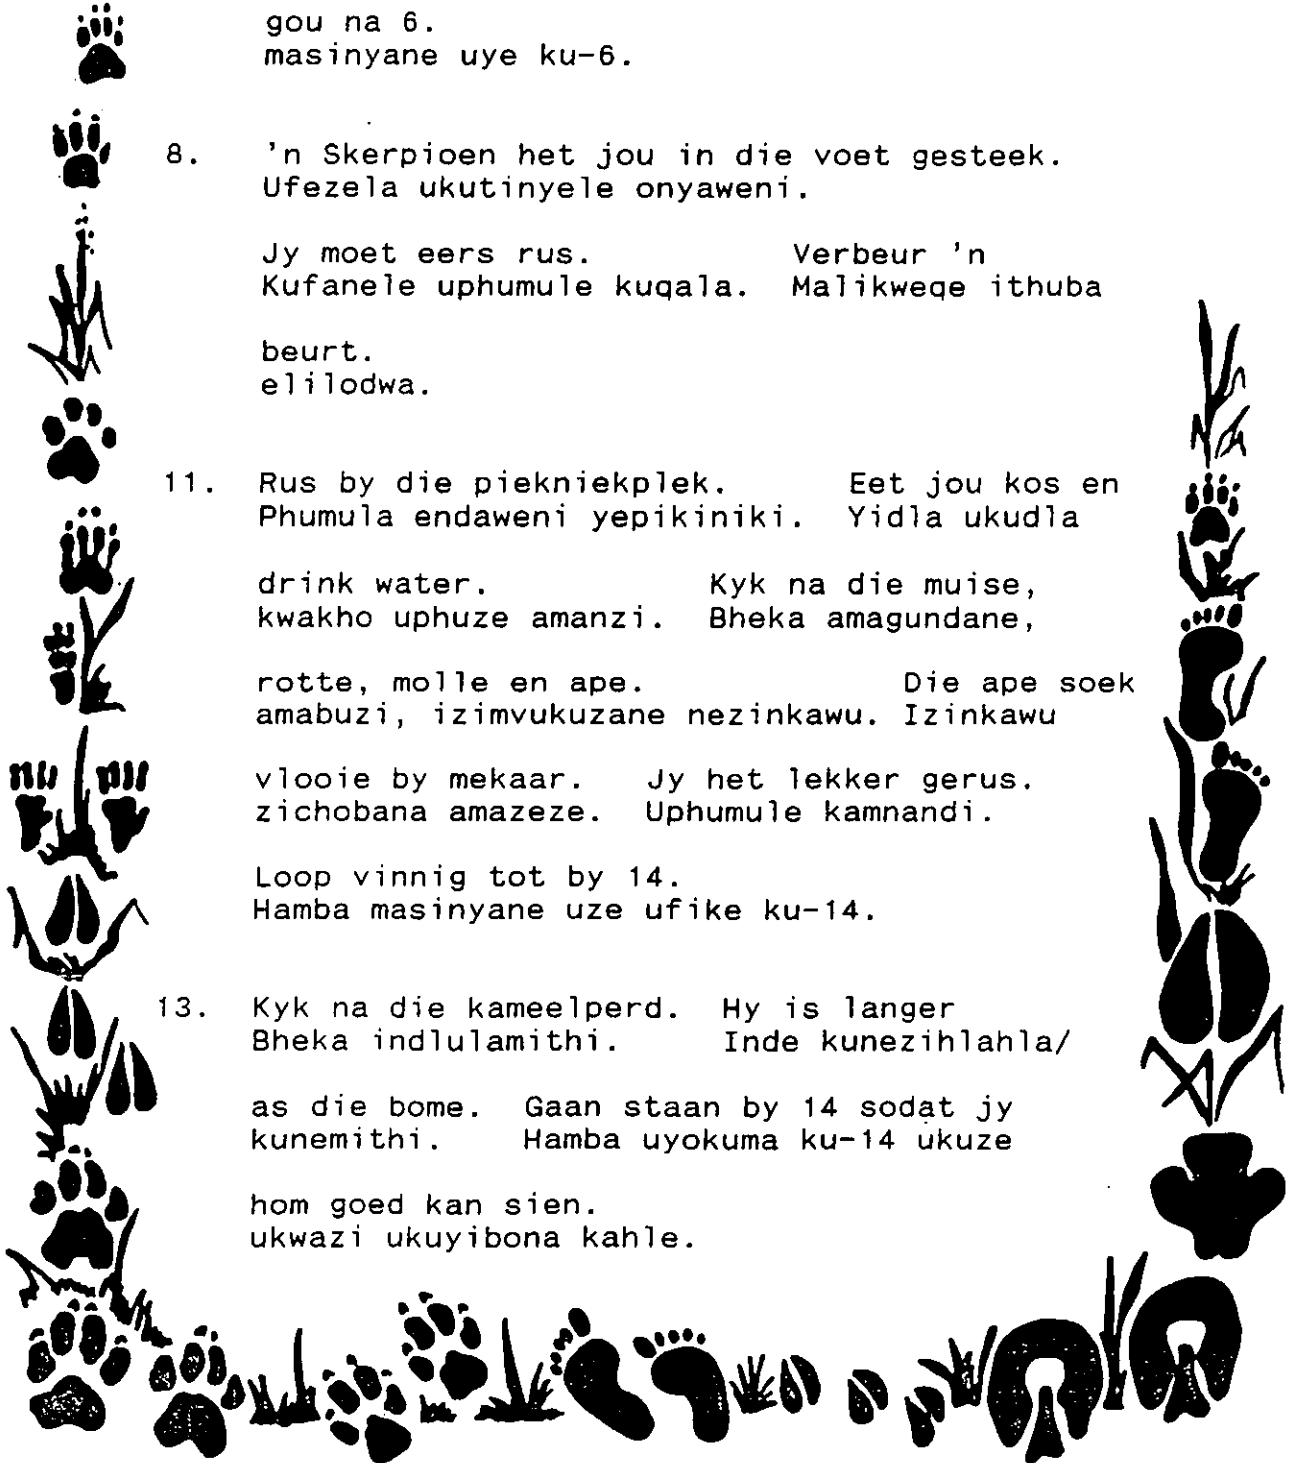 gou na 6.
masinyane uye ku-6.
8. 'n Skerpioen het jou in die voet gesteek.
Ufezela ukutinyele onyaweni.
Jy moet eers rus. Verbeur 'n
Kufanele uphumule kuqala. Malikweqe ithuba
beurt.
elilodwa.
11. Rus by die piekniekplek. Eet jou kos en
Phumula endaweni yepikiniki. Yidla ukudla
drink water. Kyk na die muise,
kwakho uphuze amanzi. Bheka amagundane,
rotte, molle en ape. Die ape soek
amabuzi, izimvukuzane nezinkawu. Izinkawu
vlooie by mekaar. Jy het lekker gerus.
zichobana amazeze. Uphumule kamnandi.
Loop vinnig tot by 14.
Hamba masinyane uze ufike ku-14.
13. Kyk na die kameelperd. Hy is langer
Bheka indlulamithi. Inde kunezihlahla/
as die bome. Gaan staan by 14 sodat jy
kunemithi. Hamba uyokuma ku-14 ukuze
hom goed kan sien.
ukwazi ukuyibona kahle.